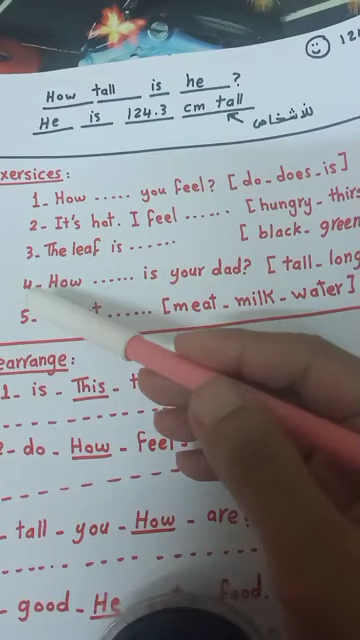 124
How tall is he ?
He is 124.3 cm tall
للأشخاص
xersices:
1- How ..... you feel? [ do - does - is ]
2- It's hot. I feel ...... [ hungry - thirs
3- The leaf is ...... [ black - green
4- How ...... is your dad? [ tall - long
5- t ...... [ meat - milk - water ]
earrange:
1- is - This - t
- do - How - feel
- tall - you - How - are
- good - He food.